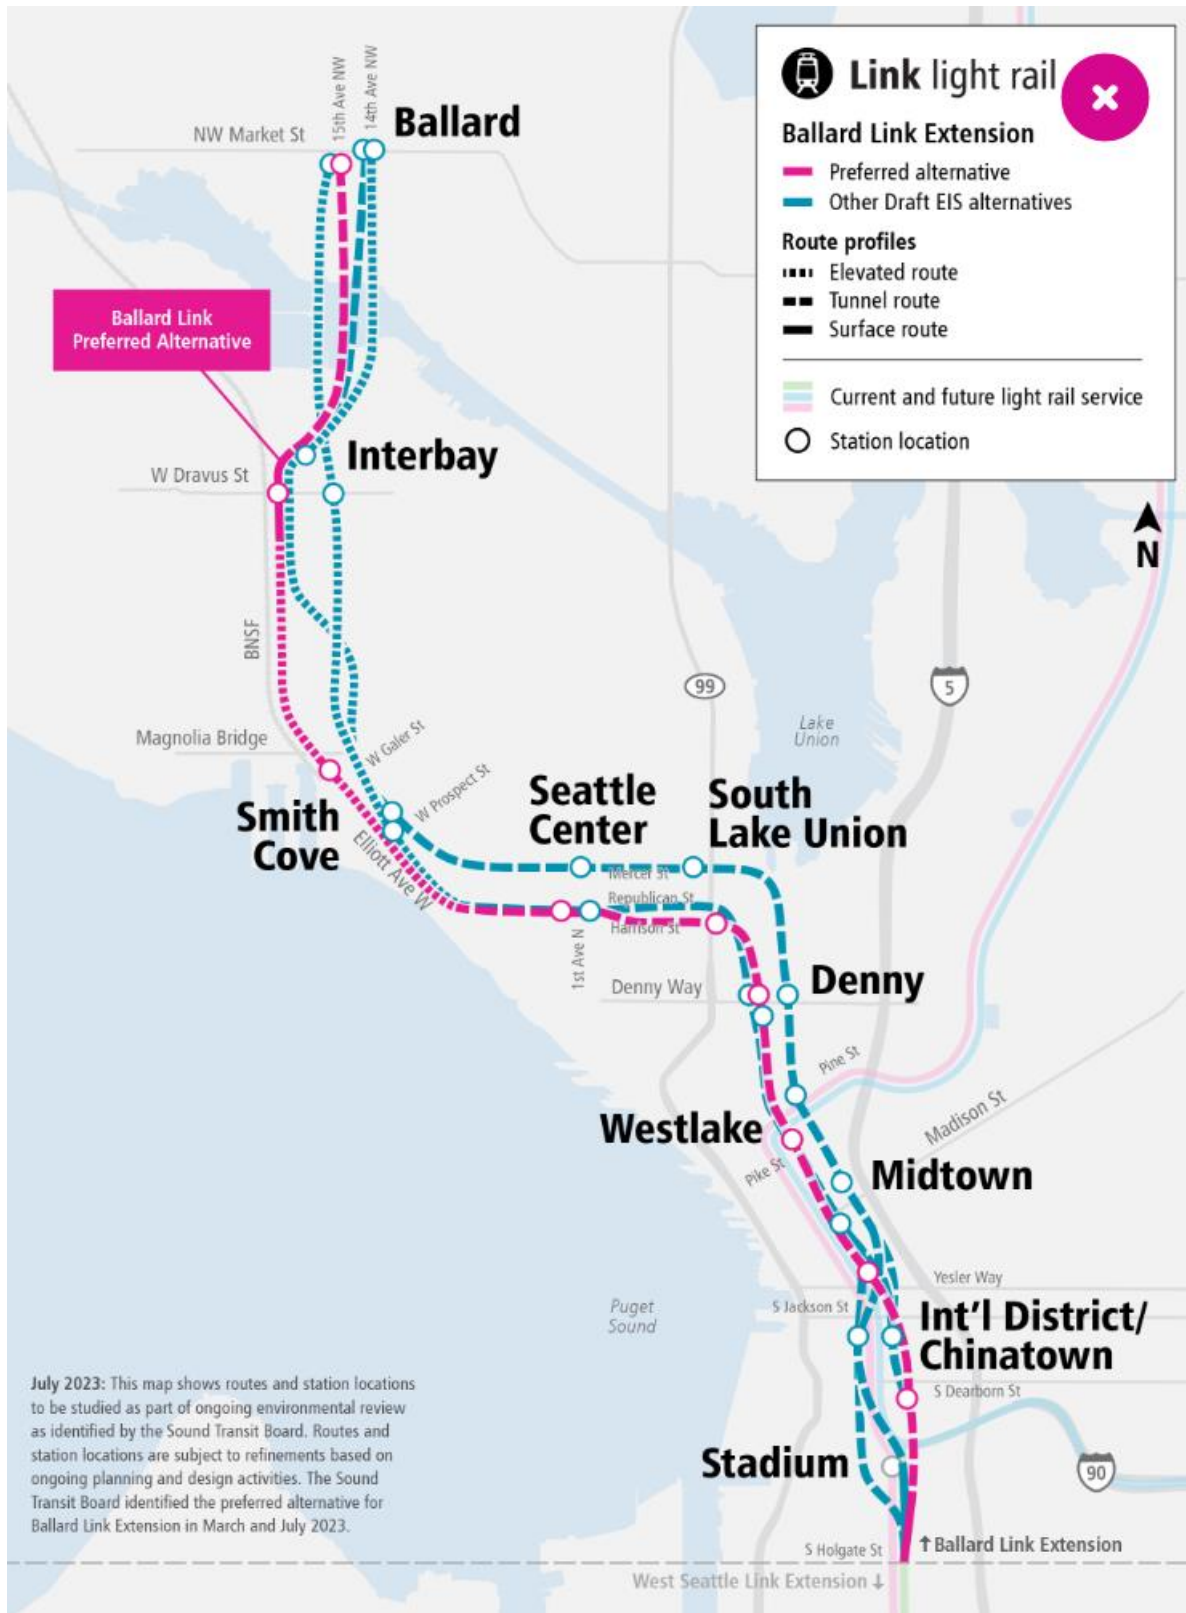 Link light rail
Ballard Link Extension
Preferred alternative
Other Draft EIS alternatives
Route profiles
Elevated route
Tunnel route
Surface route
Current and future light rail service
Station location
N
15th Ave NW
14th Ave NW
NW Market St
Ballard
Ballard Link
Preferred Alternative
Interbay
W Dravus St
BNSF
99
5
Lake
Union
Magnolia Bridge
W Galer St
W Prospect St
Smith
Cove
Elliott Ave W
Seattle
Center
South
Lake Union
Mercer St
Republican St
Harrison St
1st Ave N
Denny Way
Denny
Pine St
Madison St
Westlake
Pike St
Midtown
Yesler Way
Puget
Sound
S Jackson St
Int'l District/
Chinatown
S Dearborn St
Stadium
90
July 2023: This map shows routes and station locations
to be studied as part of ongoing environmental review
as identified by the Sound Transit Board. Routes and
station locations are subject to refinements based on
ongoing planning and design activities. The Sound
Transit Board identified the preferred alternative for
Ballard Link Extension in March and July 2023.
S Holgate St
↑ Ballard Link Extension
West Seattle Link Extension ↓